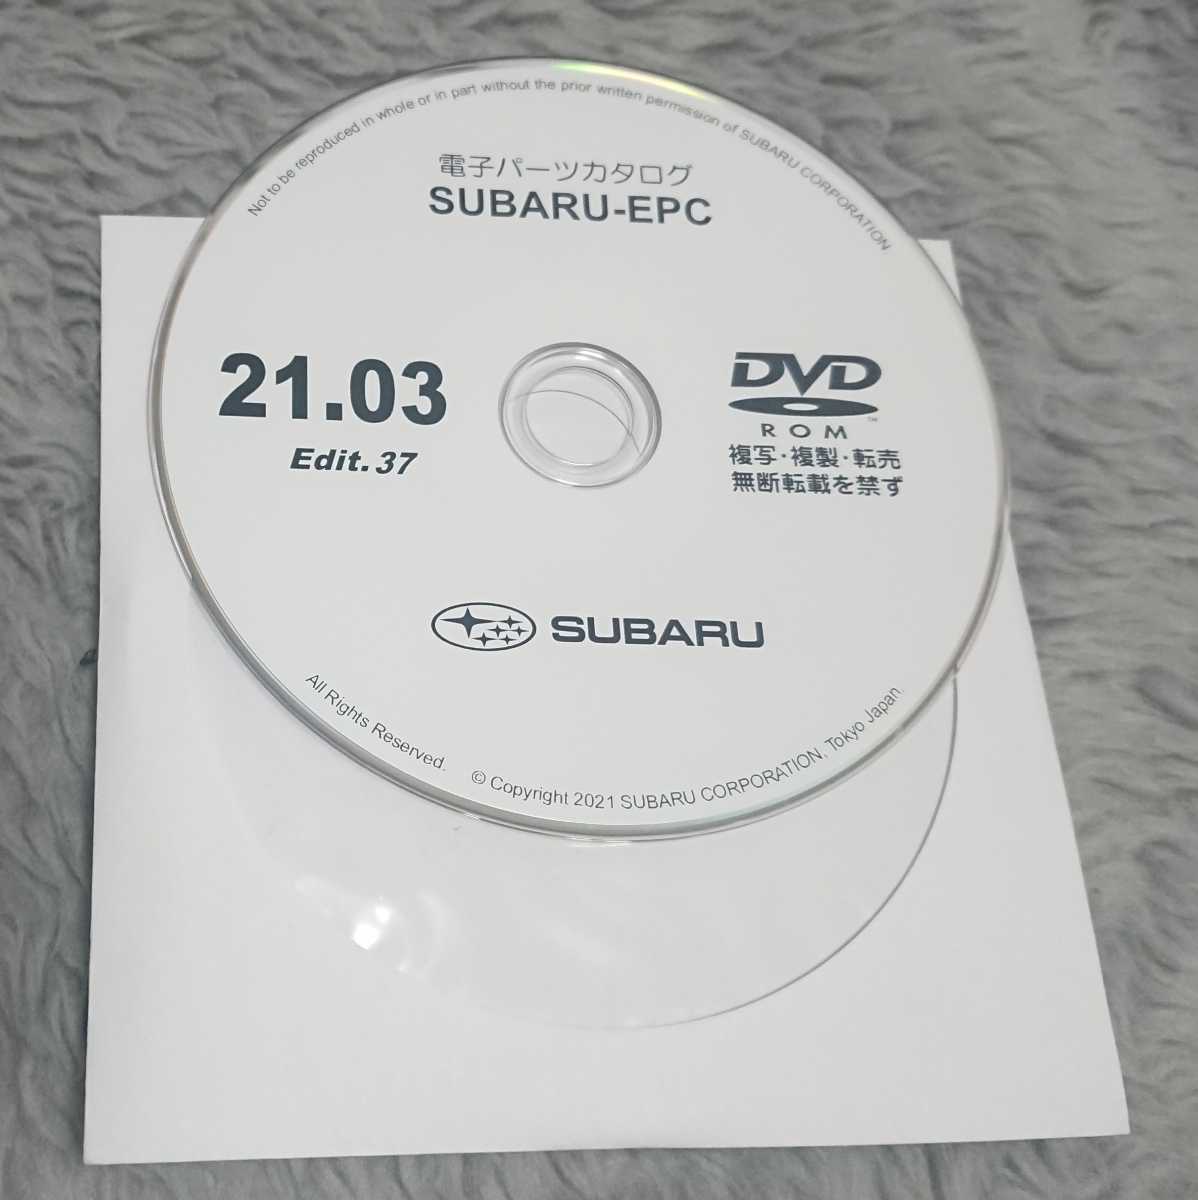 Not to be reproduced in whole or in part without the prior written permission of SUBARU CORPORATION
電子パーツカタログ
SUBARU-EPC
21.03
Edit. 37
DVD
™
ROM
複写・複製・転売
無断転載を禁ず
SUBARU
All Rights Reserved. © Copyright 2021 SUBARU CORPORATION, Tokyo Japan.